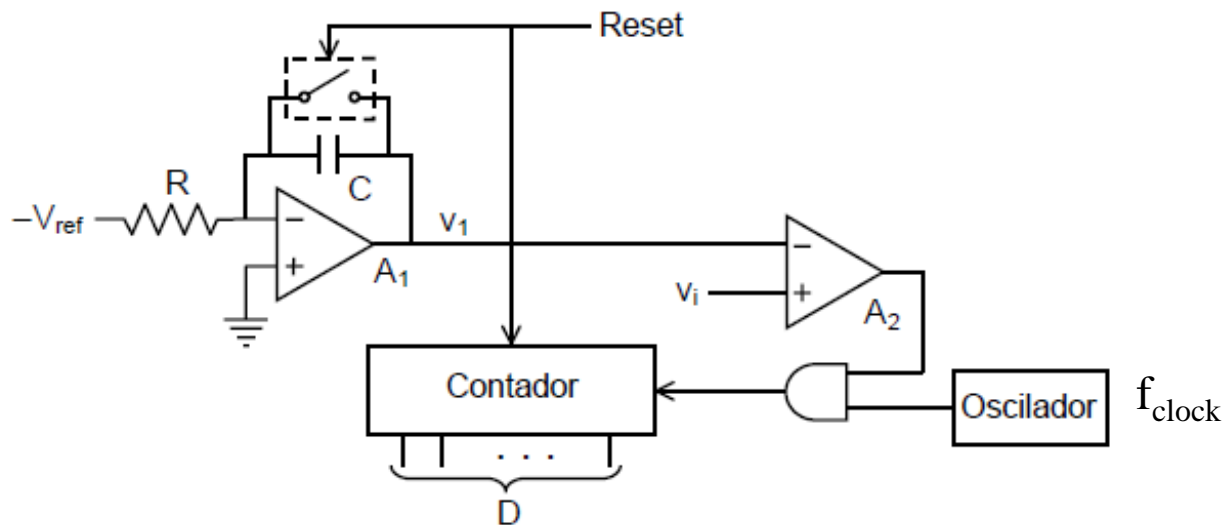 Reset
C
R
–Vref
−
+
A1
v1
−
vi
+
A2
Contador
Oscilador
fclock
. . .
D